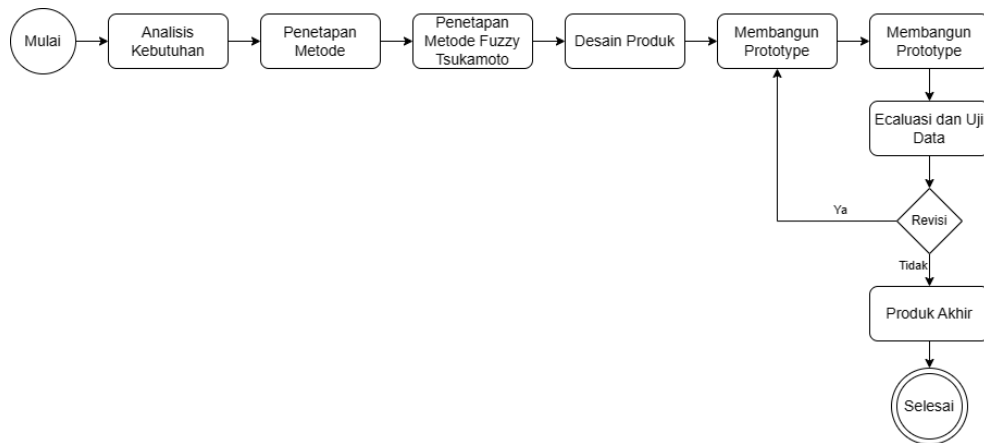 Mulai
Analisis
Kebutuhan
Penetapan
Metode
Penetapan
Metode Fuzzy
Tsukamoto
Desain Produk
Membangun
Prototype
Membangun
Prototype
Ecaluasi dan Uji
Data
Ya
Revisi
Tidak
Produk Akhir
Selesai